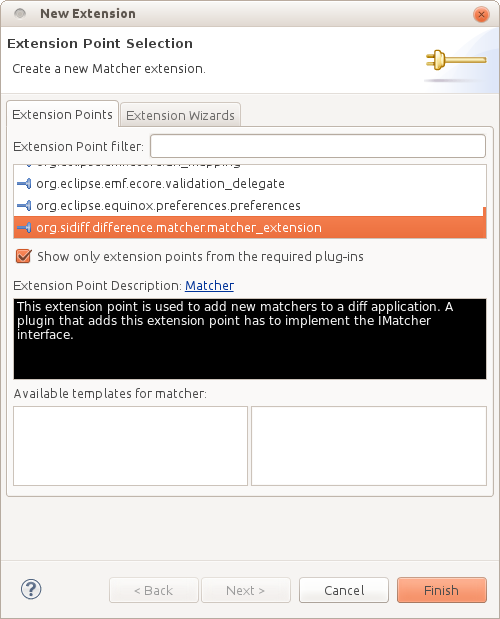 New Extension
Extension Point Selection
Create a new Matcher extension.
Extension Points
Extension Wizards
Extension Point filter:
org.eclipse.emf.ecore.validation_delegate
org.eclipse.equinox.preferences.preferences
org.sidiff.difference.matcher.matcher_extension
Show only extension points from the required plug-ins
Extension Point Description: Matcher
This extension point is used to add new matchers to a diff application. A
plugin that adds this extension point has to implement the IMatcher
interface.
Available templates for matcher:
< Back
Next >
Cancel
Finish